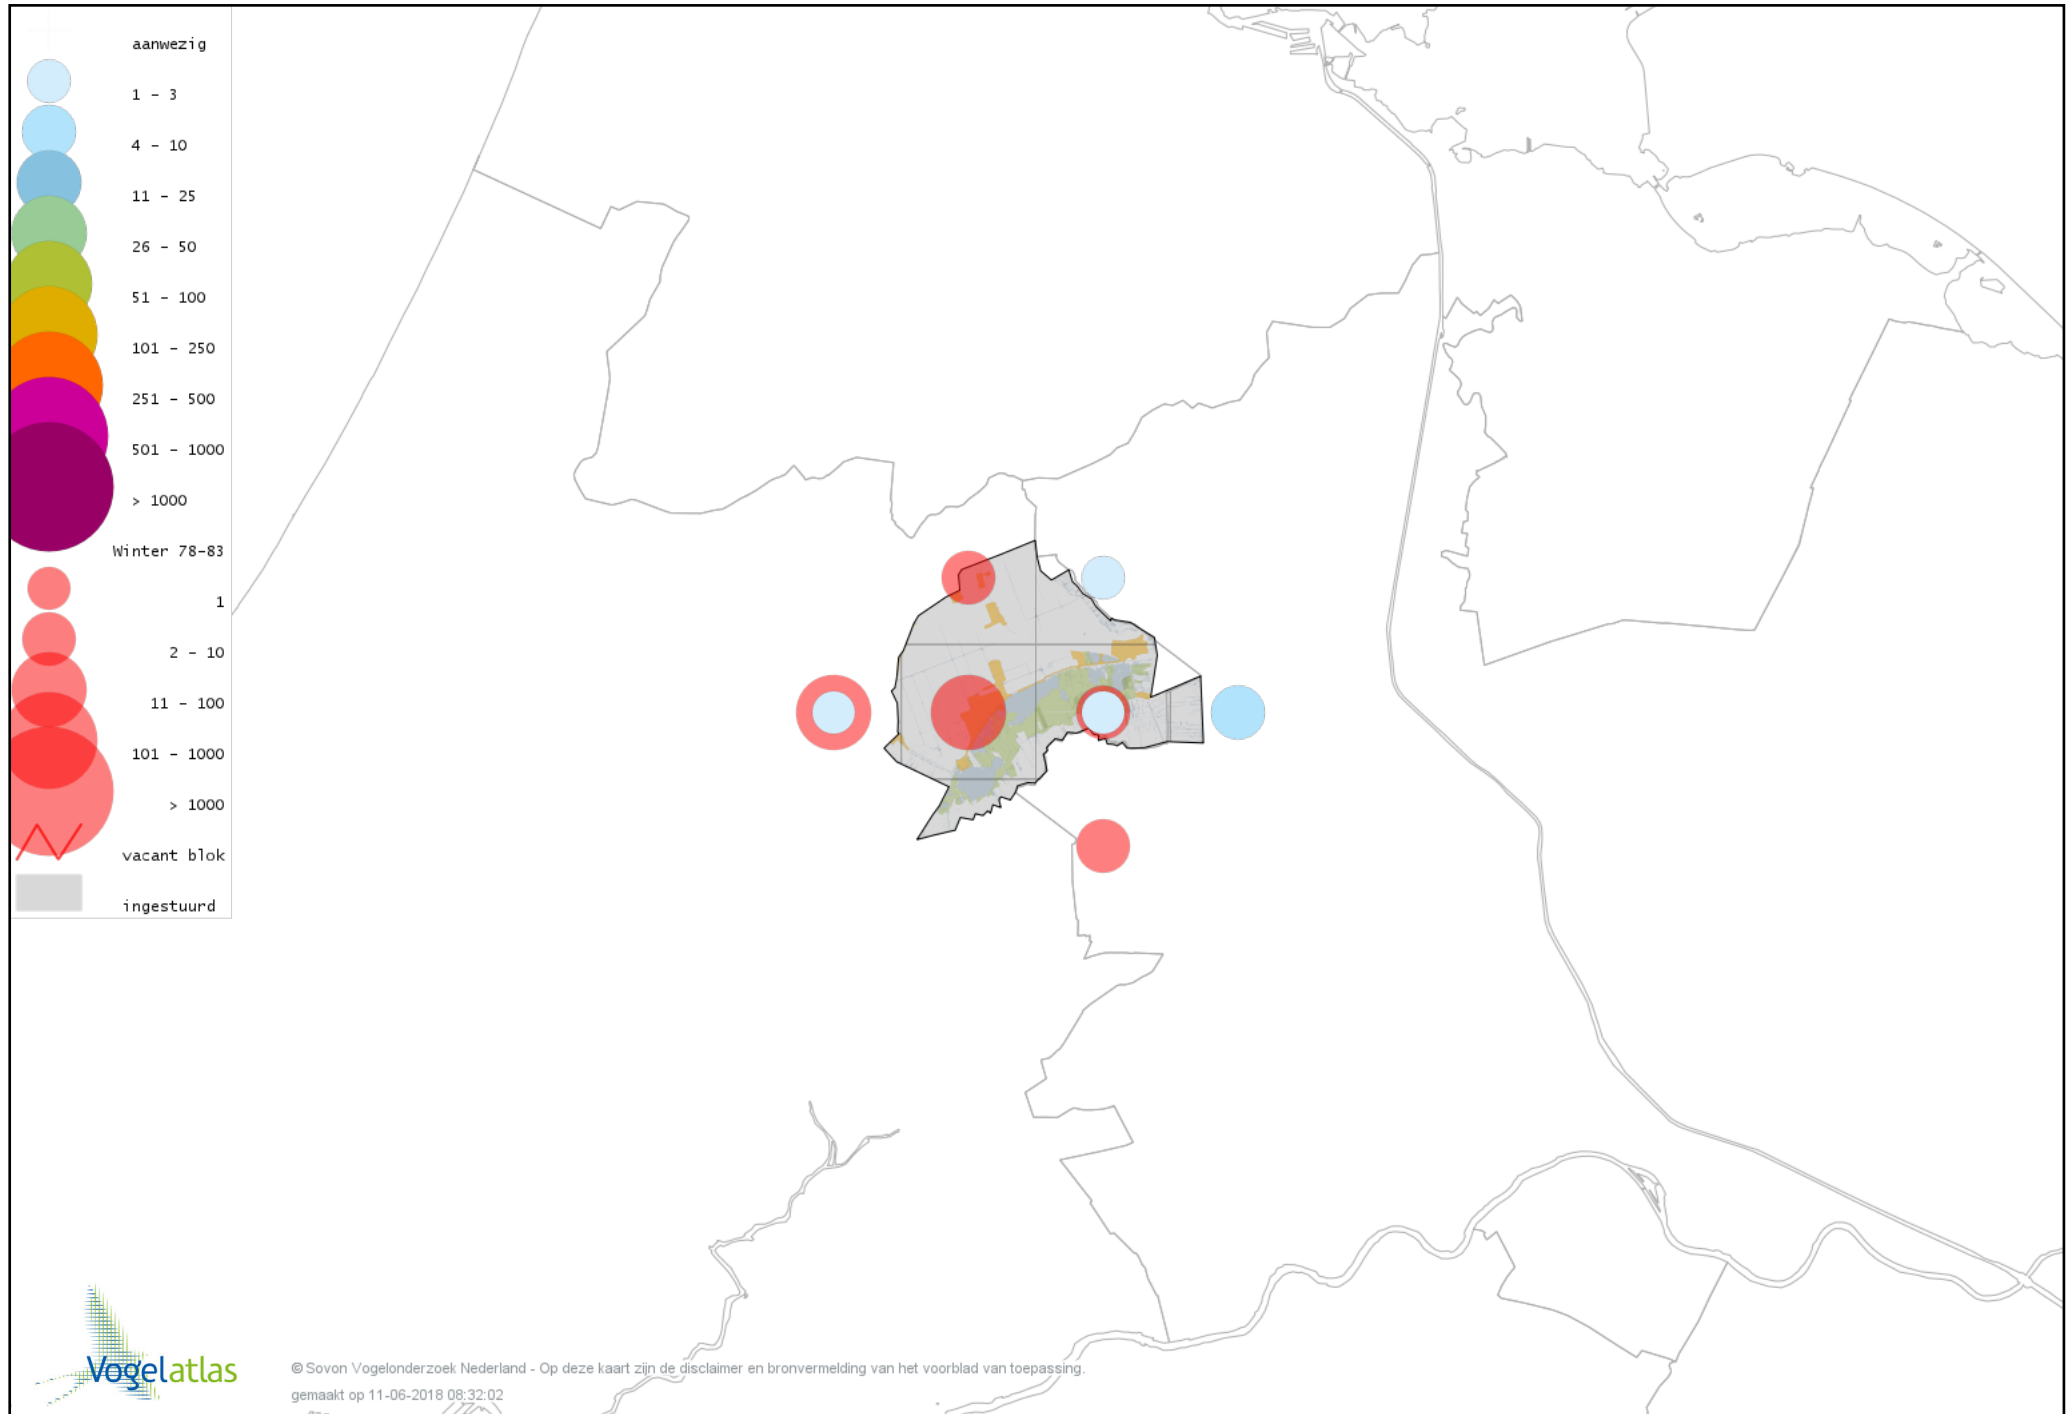 aanwezig
1 - 3
4 - 10
11 - 25
26 - 50
51 - 100
101 - 250
251 - 500
501 - 1000
> 1000
Winter 78-83
1
2 - 10
11 - 100
101 - 1000
> 1000
vacant blok
ingestuurd
Vogelatlas
© Sovon Vogelonderzoek Nederland - Op deze kaart zijn de disclaimer en bronvermelding van het voorblad van toepassing.
gemaakt op 11-06-2018 08:32:02